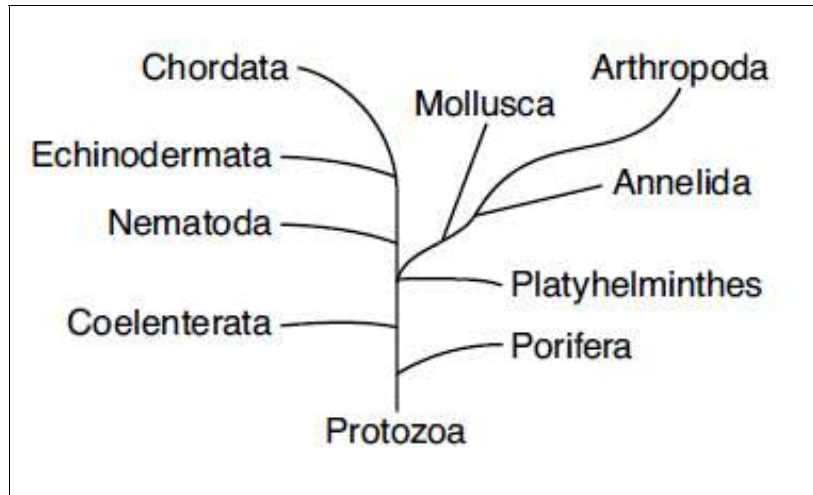 Chordata
Arthropoda
Mollusca
Echinodermata
Annelida
Nematoda
Platyhelminthes
Coelenterata
Porifera
Protozoa